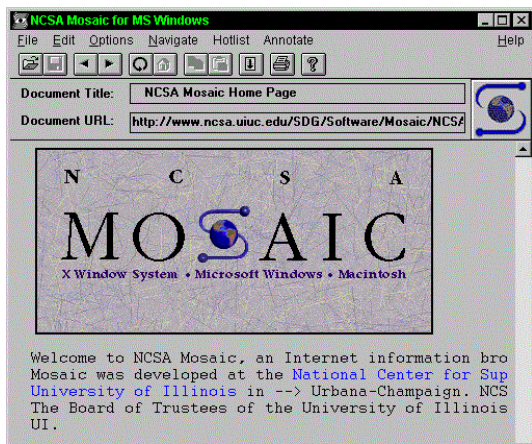 NCSA Mosaic for MS Windows
File Edit Options Navigate Hotlist Annotate Help
Document Title: NCSA Mosaic Home Page
Document URL: http://www.ncsa.uiuc.edu/SDG/Software/Mosaic/NCSA
N C S A
MOSAIC
X Window System • Microsoft Windows • Macintosh
Welcome to NCSA Mosaic, an Internet information bro
Mosaic was developed at the National Center for Sup
University of Illinois in --> Urbana-Champaign. NCS
The Board of Trustees of the University of Illinois
UI.